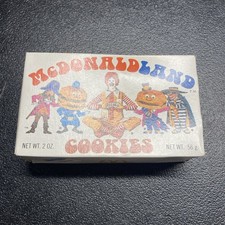 McDONALDLAND
COOKIES
NET WT. 2 OZ.
NET WT. 56 g